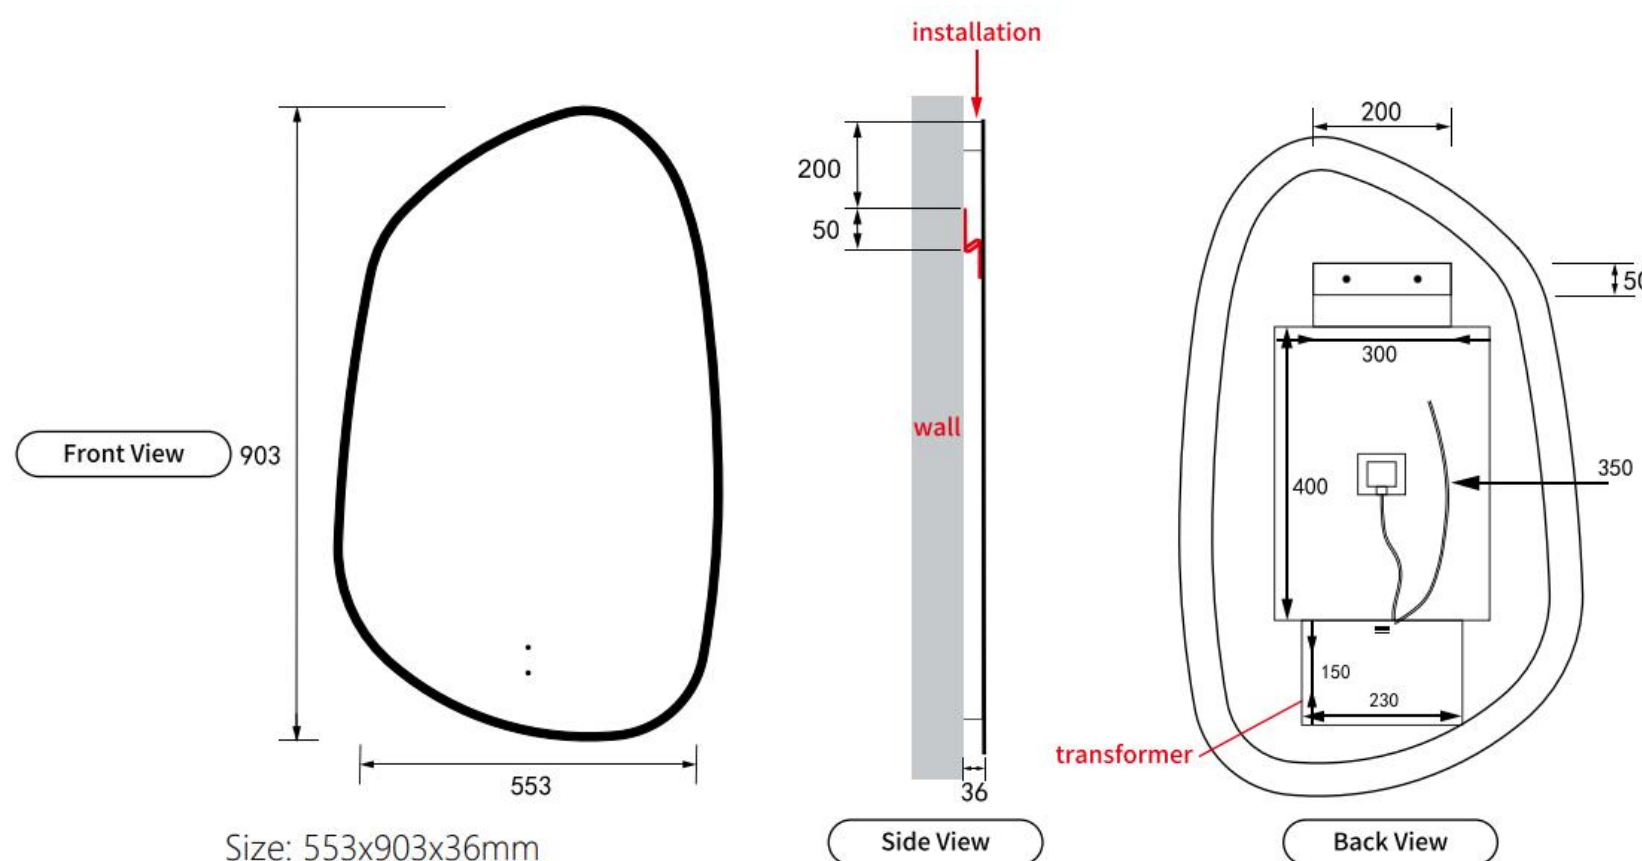 installation
200
200
50
50
300
wall
Front View
903
400
350
150
230
transformer
553
36
Size: 553x903x36mm
Side View
Back View